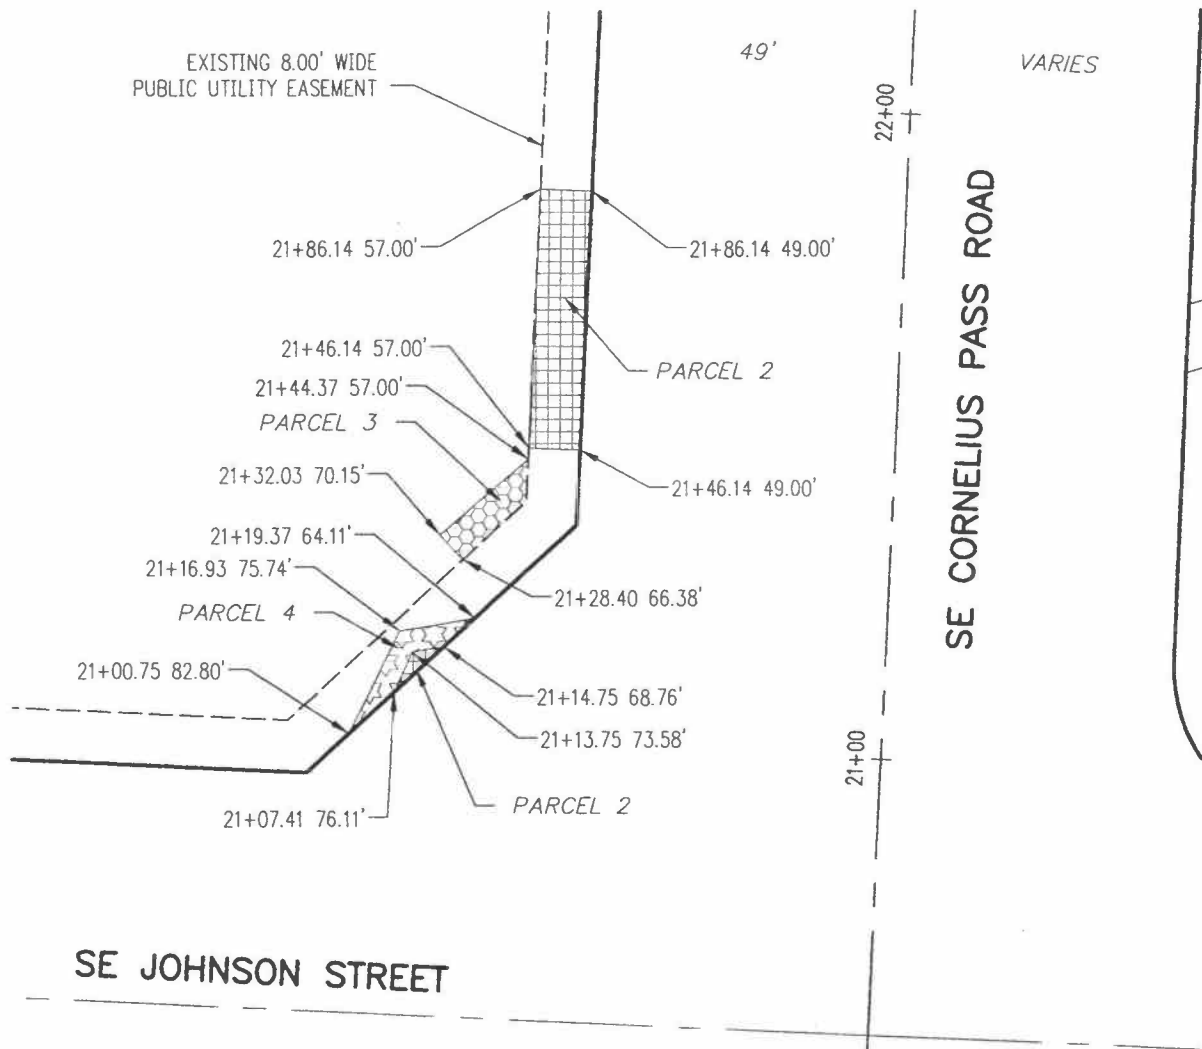 EXISTING 8.00' WIDE
PUBLIC UTILITY EASEMENT
49'
VARIES
22+00
21+86.14 57.00'
21+86.14 49.00'
21+46.14 57.00'
PARCEL 2
21+44.37 57.00'
PARCEL 3
21+32.03 70.15'
21+46.14 49.00'
21+19.37 64.11'
21+16.93 75.74'
21+28.40 66.38'
PARCEL 4
21+00.75 82.80'
21+14.75 68.76'
21+13.75 73.58'
21+00
PARCEL 2
21+07.41 76.11'
SE CORNELIUS PASS ROAD
SE JOHNSON STREET